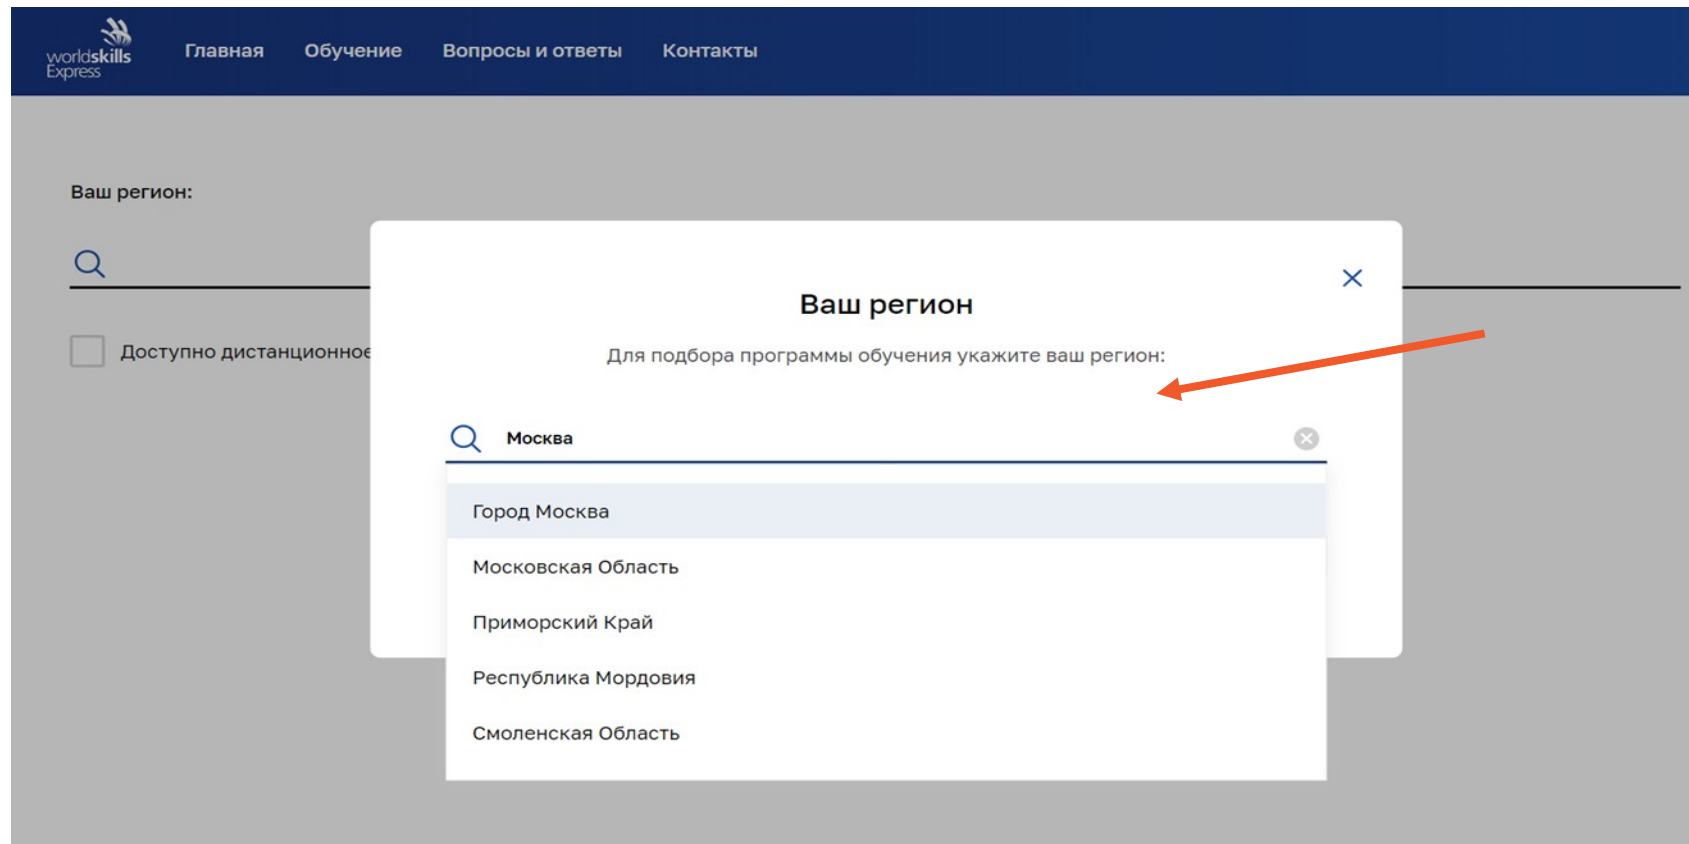 worldskills
Express
Главная Обучение Вопросы и ответы Контакты
Ваш регион:
Доступно дистанционное
Ваш регион
Для подбора программы обучения укажите ваш регион:
Москва
Город Москва
Московская Область
Приморский Край
Республика Мордовия
Смоленская Область